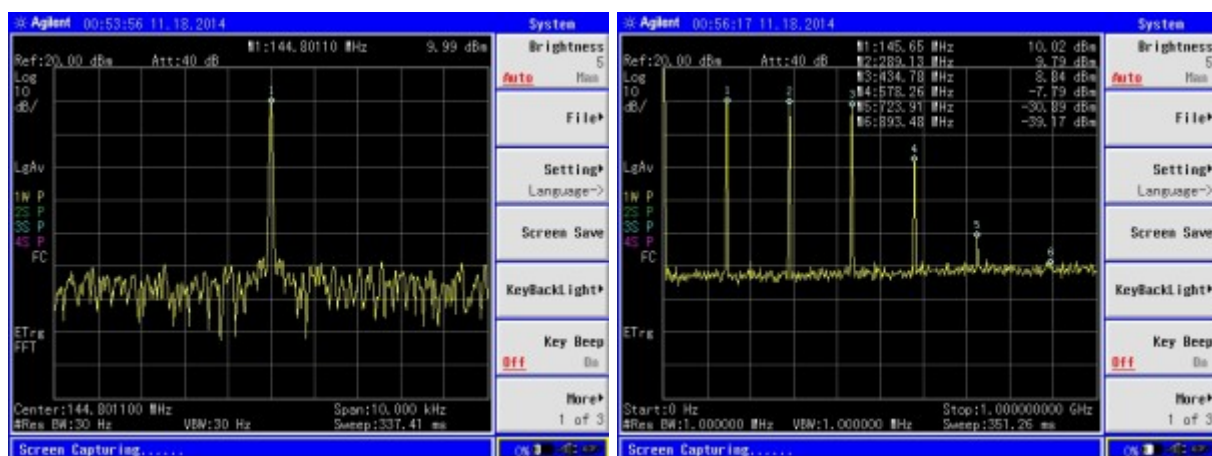 Agilent 00:53:56 11.18.2014 System
M1:144.80110 MHz 9.99 dBm
Ref:20.00 dBm Att:40 dB
Log
10
dB/
1
LgAv
1W P
2S P
3S P
4S P
FC
ETrg
FFT
Center:144.801100 MHz Span:10.000 kHz
#Res BW:30 Hz VBW:30 Hz Sweep:337.41 ms
Screen Capturing......
Brightness
5
Auto Man
File
Setting
Language->
Screen Save
KeyBackLight
Key Beep
Off On
More
1 of 3
Agilent 00:56:17 11.18.2014 System
M1:145.65 MHz 10.02 dBm
Ref:20.00 dBm Att:40 dB M2:289.13 MHz 9.79 dBm
M3:434.78 MHz 8.84 dBm
M4:578.26 MHz -7.79 dBm
M5:723.91 MHz -30.89 dBm
M6:893.48 MHz -39.17 dBm
Log
10
dB/
1 2 3
4
5
6
LgAv
1W P
2S P
3S P
4S P
FC
ETrg
Start:0 Hz Stop:1.000000000 GHz
#Res BW:1.000000 MHz VBW:1.000000 MHz Sweep:351.26 ms
Screen Capturing......
Brightness
5
Auto Man
File
Setting
Language->
Screen Save
KeyBackLight
Key Beep
Off On
More
1 of 3